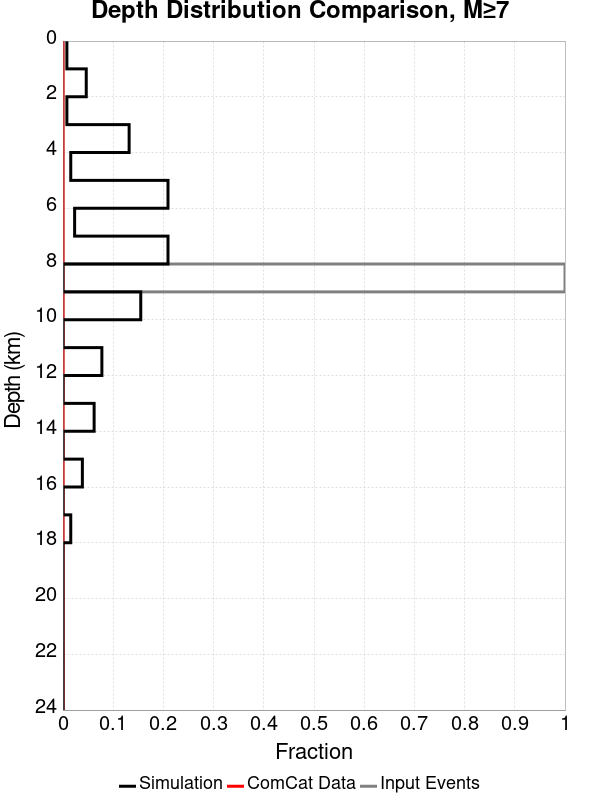 Depth Distribution Comparison, M≥7
0
2
4
6
8
10
12
14
16
18
20
22
24
Depth (km)
0 0.1 0.2 0.3 0.4 0.5 0.6 0.7 0.8 0.9 1
Fraction
Simulation ComCat Data Input Events